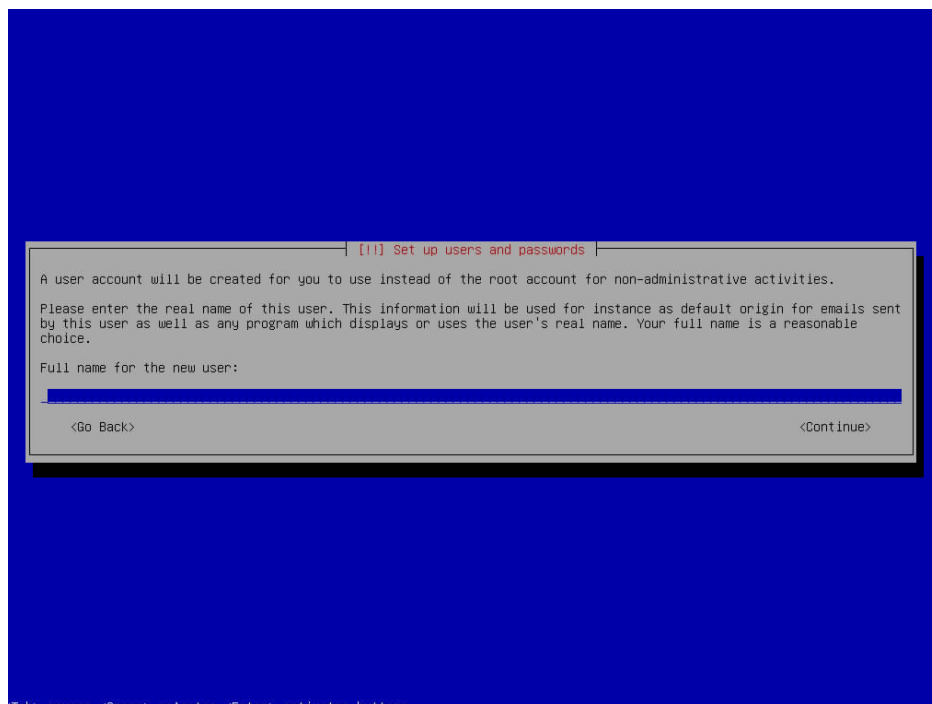 [!!] Set up users and passwords
A user account will be created for you to use instead of the root account for non-administrative activities.
Please enter the real name of this user. This information will be used for instance as default origin for emails sent
by this user as well as any program which displays or uses the user's real name. Your full name is a reasonable
choice.
Full name for the new user:
<Go Back> <Continue>